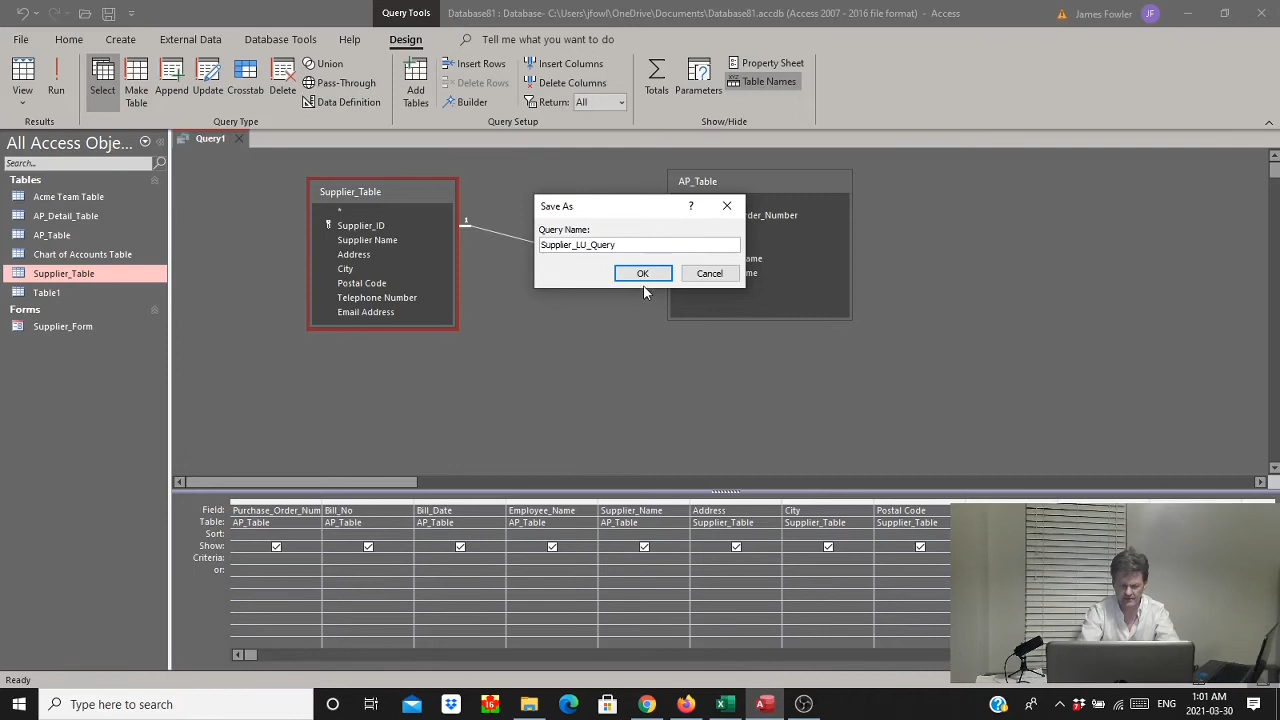 Query Tools
Database81 : Database- C:\Users\jfowl\OneDrive\Documents\Database81.accdb (Access 2007 - 2016 file format) - Access
James Fowler
JF
File
Home
Create
External Data
Database Tools
Help
Design
Tell me what you want to do
View
Run
Select
Make Table
Append
Update
Crosstab
Delete
Union
Pass-Through
Data Definition
Add Tables
Insert Rows
Delete Rows
Builder
Insert Columns
Delete Columns
Return: All
Totals
Parameters
Property Sheet
Table Names
Results
Query Type
Query Setup
Show/Hide
All Access Obje...
Search...
Tables
Acme Team Table
AP_Detail_Table
AP_Table
Chart of Accounts Table
Supplier_Table
Table1
Forms
Supplier_Form
Query1
Supplier_Table
*
Supplier_ID
Supplier Name
Address
City
Postal Code
Telephone Number
Email Address
1
AP_Table
der_Number
ame
me
Save As
?
Query Name:
Supplier_LU_Query
OK
Cancel
Field: Purchase_Order_Num Bill_No Bill_Date Employee_Name Supplier_Name Address City Postal Code
Table: AP_Table AP_Table AP_Table AP_Table AP_Table Supplier_Table Supplier_Table Supplier_Table
Sort:
Show:
Criteria:
or:
Ready
Type here to search
16
ENG
1:01 AM
2021-03-30